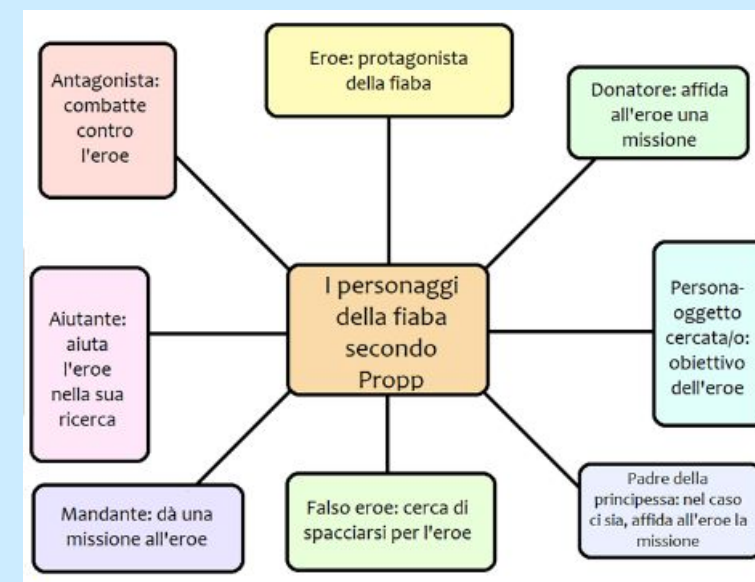 Antagonista:
combatte
contro
l'eroe
Eroe: protagonista
della fiaba
Donatore: affida
all'eroe una
missione
I personaggi
della fiaba
secondo
Propp
Aiutante:
aiuta
l'eroe
nella sua
ricerca
Persona-
oggetto
cercata/o:
obiettivo
dell'eroe
Mandante: dà una
missione all'eroe
Falso eroe: cerca di
spacciarsi per l'eroe
Padre della
principessa: nel caso
ci sia, affida all'eroe la
missione